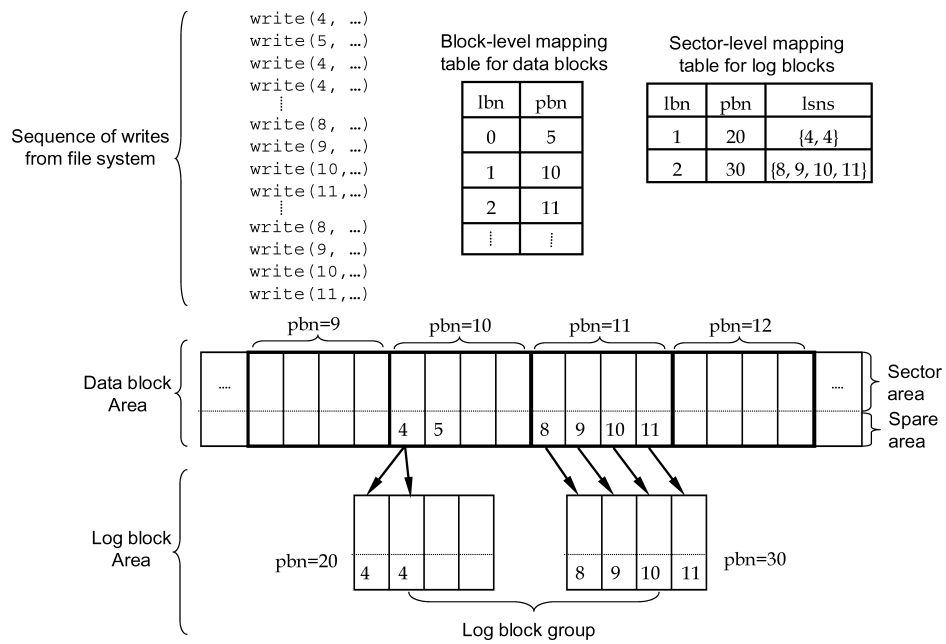 write(4, …)
write(5, …)
write(4, …)
write(4, …)
write(8, …)
write(9, …)
write(10,…)
write(11,…)
write(8, …)
write(9, …)
write(10,…)
write(11,…)
Sequence of writes
from file system
Block-level mapping
table for data blocks
lbn pbn
0 5
1 10
2 11
Sector-level mapping
table for log blocks
lbn pbn lsns
1 20 {4, 4}
2 30 {8, 9, 10, 11}
pbn=9 pbn=10 pbn=11 pbn=12
Data block
Area
.... ....
4 5 8 9 10 11
Sector
area
Spare
area
Log block
Area
pbn=20
4 4
8 9 10 11
pbn=30
Log block group